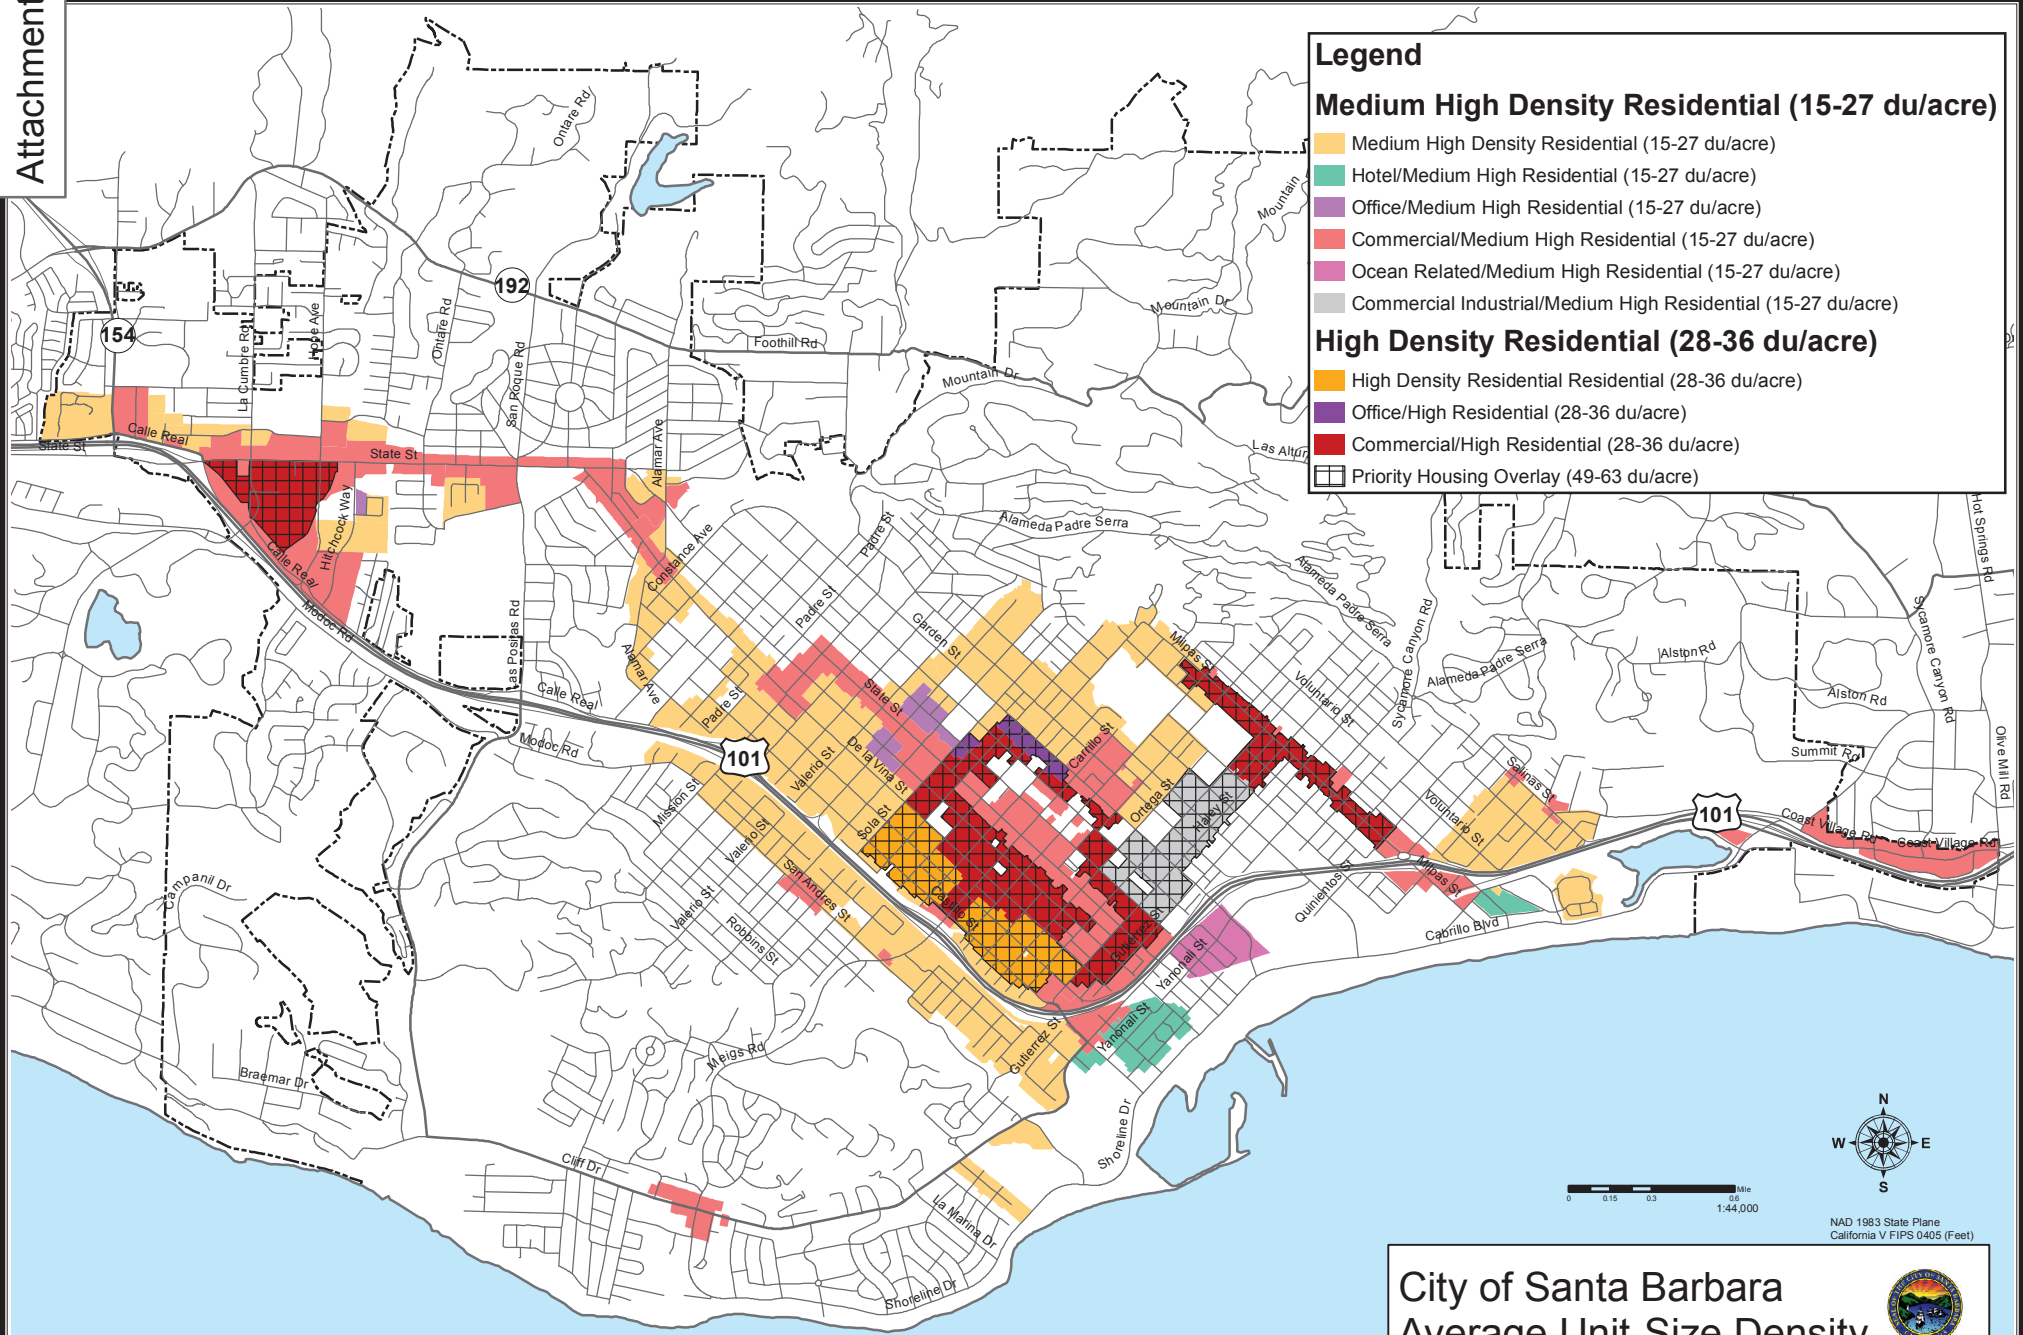 Attachment
Legend
Medium High Density Residential (15-27 du/acre)
Medium High Density Residential (15-27 du/acre)
Hotel/Medium High Residential (15-27 du/acre)
Office/Medium High Residential (15-27 du/acre)
Commercial/Medium High Residential (15-27 du/acre)
Ocean Related/Medium High Residential (15-27 du/acre)
Commercial Industrial/Medium High Residential (15-27 du/acre)
High Density Residential (28-36 du/acre)
High Density Residential Residential (28-36 du/acre)
Office/High Residential (28-36 du/acre)
Commercial/High Residential (28-36 du/acre)
Priority Housing Overlay (49-63 du/acre)
Ontare Rd
Mountain
192
154
La Cumbre Rd
Hope Ave
Ontare Rd
San Roque Rd
Foothill Rd
Mountain Dr
Mountain Dr
Alamar Ave
Las Altur
State St
Calle Real
State St
Hitchcock Way
Calle Real
Modoc Rd
Constance Ave
Padre St
Alameda Padre Serra
Alameda Padre Serra
Hot Springs Rd
Padre St
Garden St
Milpas St
Sycamore Canyon Rd
Alameda Padre Serra
Alston Rd
Sycamore Canyon Rd
Las Positas Rd
Alamar Ave
Calle Real
Padre St
State St
Voluntario St
Alston Rd
Modoc Rd
101
Valerio St
De la Vina St
Carrillo St
Summit Rd
Olive Mill Rd
Mission St
Valerio St
Sola St
Ortega St
Haley St
Salinas St
Voluntario St
101
Coast Village Rd
Coast Village Rd
Campanil Dr
San Andres St
Valerio St
Robbins St
Castillo St
Gutierrez St
Yanonali St
Quinientos St
Milpas St
Cabrillo Blvd
Braemar Dr
Meigs Rd
Gutierrez St
Yanonali St
Shoreline Dr
Cliff Dr
La Marina Dr
Shoreline Dr
N
W
E
S
Mile
0
0.15
0.3
0.6
1:44,000
NAD 1983 State Plane
California V FIPS 0405 (Feet)
City of Santa Barbara
Average Unit-Size Density